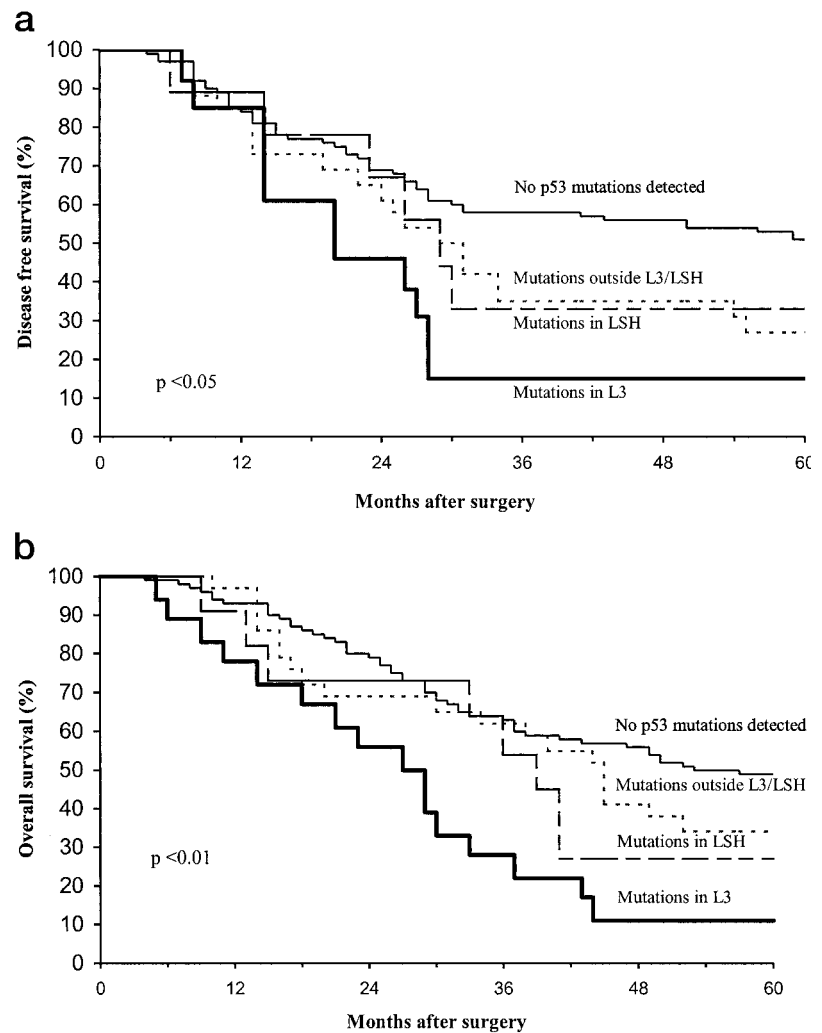 a
100
90
80
70
60
50
40
30
20
10
0
Disease free survival (%)
No p53 mutations detected
Mutations outside L3/LSH
Mutations in LSH
Mutations in L3
p <0.05
0 12 24 36 48 60
Months after surgery
b
100
90
80
70
60
50
40
30
20
10
0
Overall survival (%)
No p53 mutations detected
Mutations outside L3/LSH
Mutations in LSH
Mutations in L3
p <0.01
0 12 24 36 48 60
Months after surgery